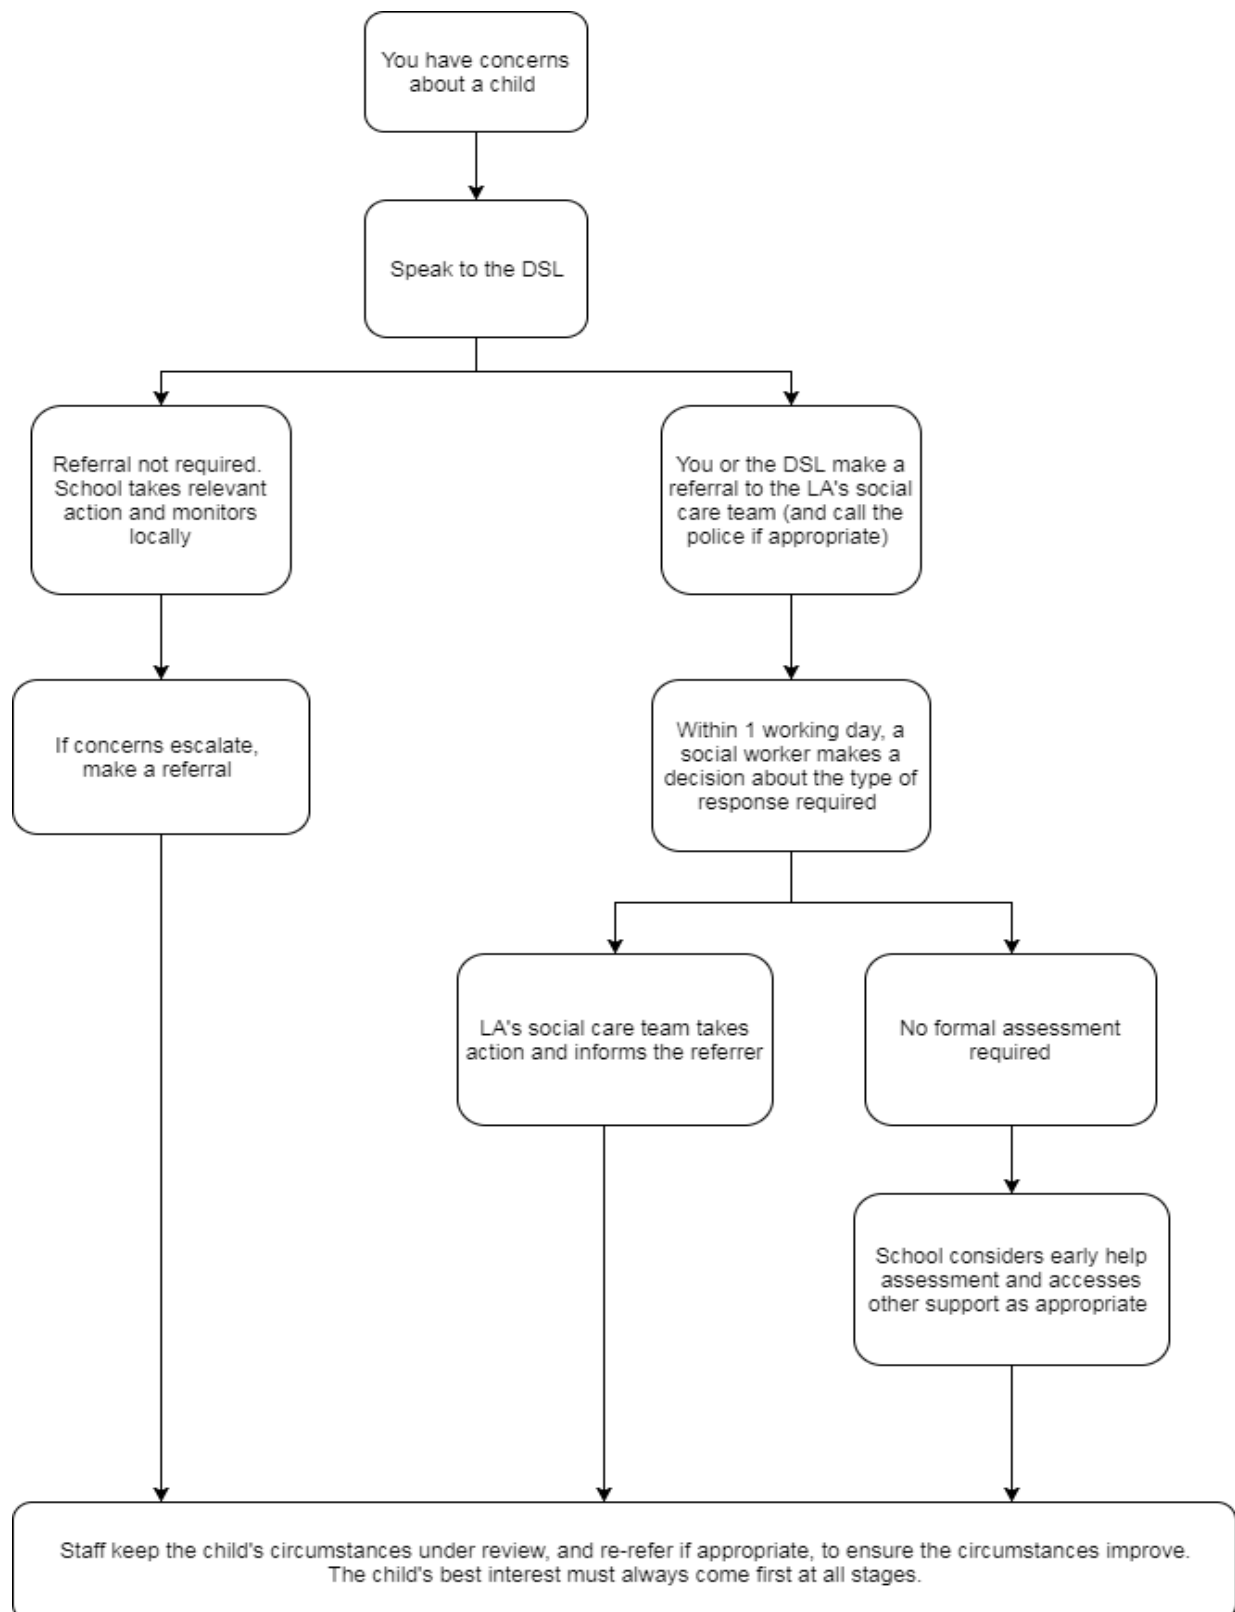 You have concerns
about a child
Speak to the DSL
Referral not required.
School takes relevant
action and monitors
locally
You or the DSL make a
referral to the LA's social
care team (and call the
police if appropriate)
If concerns escalate,
make a referral
Within 1 working day, a
social worker makes a
decision about the type of
response required
LA's social care team takes
action and informs the referrer
No formal assessment
required
School considers early help
assessment and accesses
other support as appropriate
Staff keep the child's circumstances under review, and re-refer if appropriate, to ensure the circumstances improve.
The child's best interest must always come first at all stages.